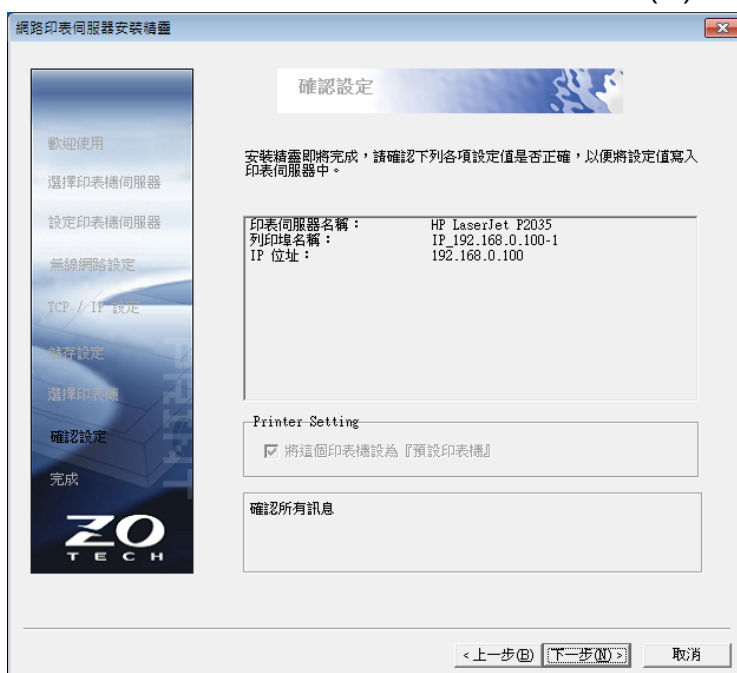 網路印表伺服器安裝精靈
確認設定
歡迎使用
選擇印表機伺服器
設定印表機伺服器
無線網路設定
TCP / IP 設定
儲存設定
選擇印表機
確認設定
完成
PRINT
ZO
TECH
安裝精靈即將完成，請確認下列各項設定值是否正確，以便將設定值寫入
印表伺服器中。
印表伺服器名稱： HP LaserJet P2035
列印埠名稱： IP_192.168.0.100-1
IP 位址： 192.168.0.100
Printer Setting
將這個印表機設為『預設印表機』
確認所有訊息
<上一步(B) 下一步(N)> 取消